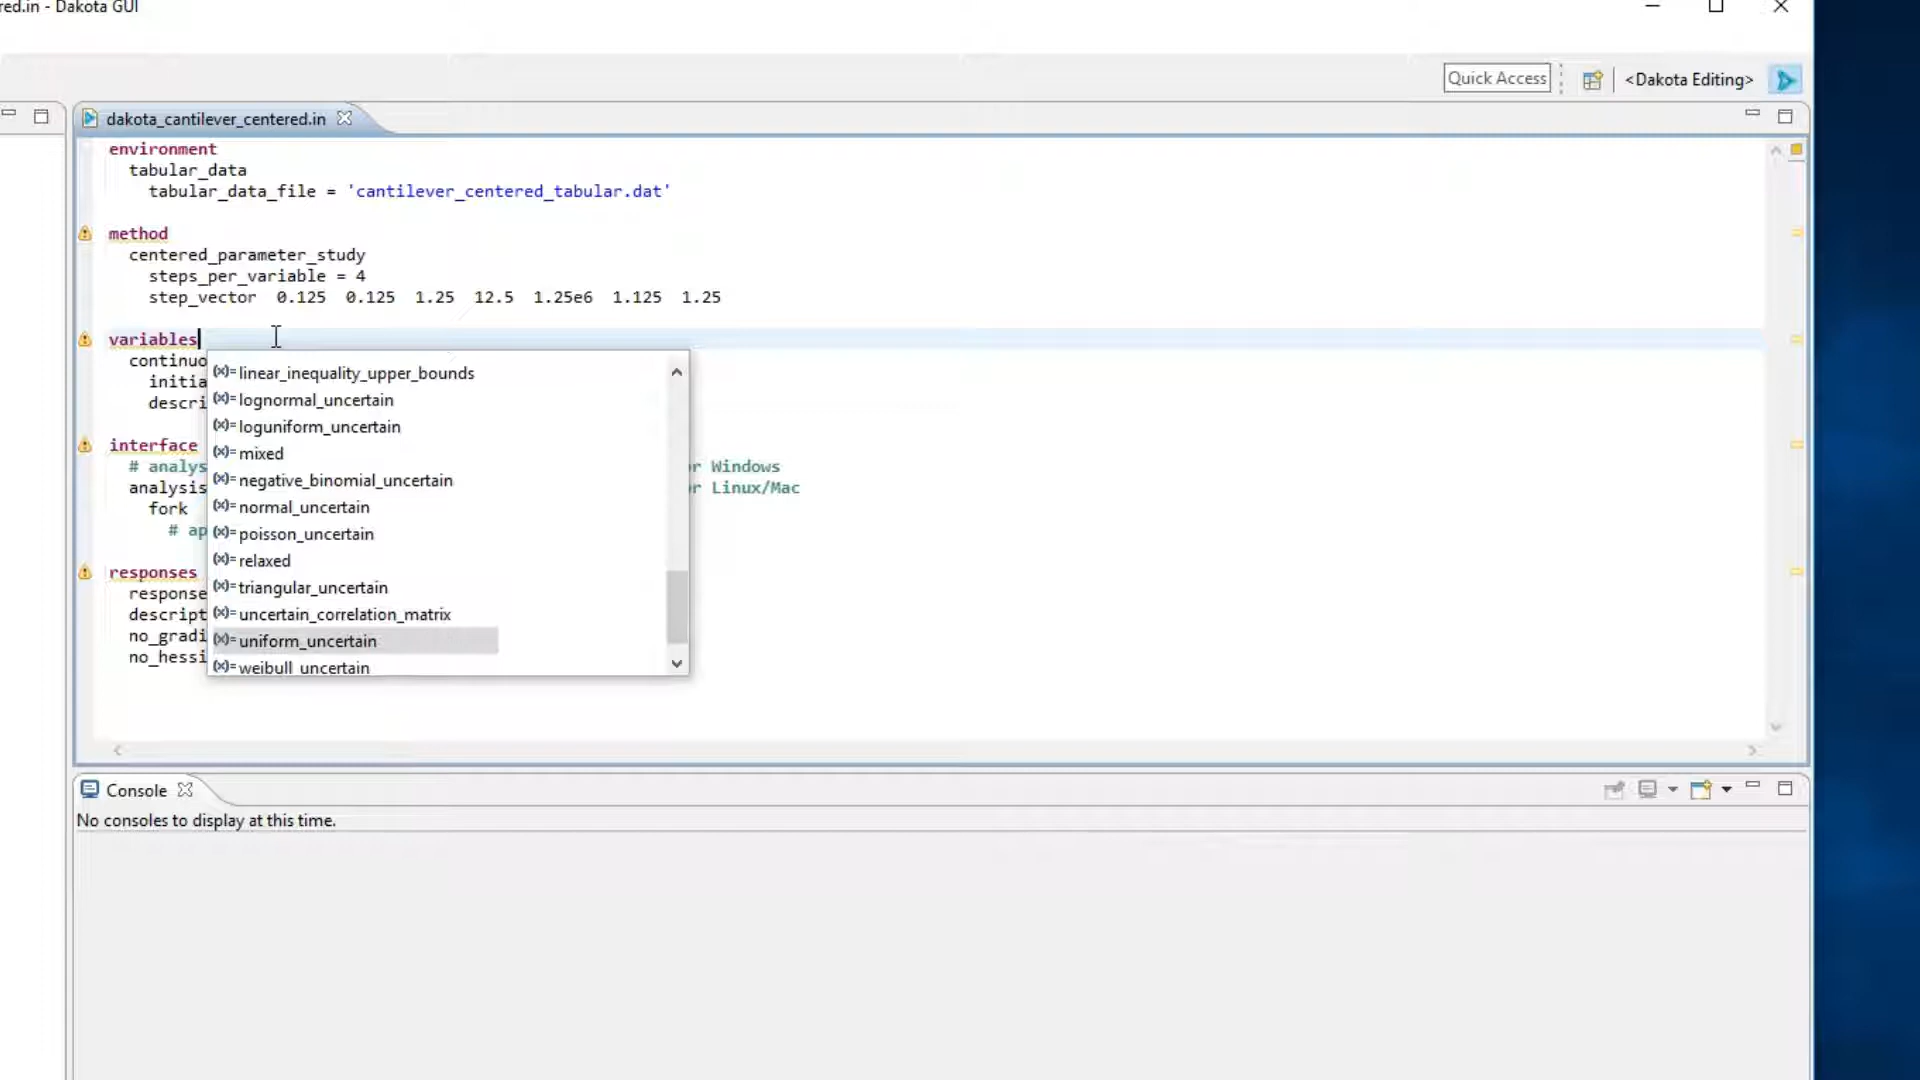 red.in - Dakota GUI
Quick Access
<Dakota Editing>
dakota_cantilever_centered.in
environment
tabular_data
tabular_data_file = 'cantilever_centered_tabular.dat'
method
centered_parameter_study
steps_per_variable = 4
step_vector 0.125 0.125 1.25 12.5 1.25e6 1.125 1.25
variables
continuo
initia
descri
interface
# analys r Windows
analysis r Linux/Mac
fork
# ap
responses
response
descript
no_gradi
no_hessi
(x)= linear_inequality_upper_bounds
(x)= lognormal_uncertain
(x)= loguniform_uncertain
(x)= mixed
(x)= negative_binomial_uncertain
(x)= normal_uncertain
(x)= poisson_uncertain
(x)= relaxed
(x)= triangular_uncertain
(x)= uncertain_correlation_matrix
(x)= uniform_uncertain
(x)= weibull_uncertain
Console
No consoles to display at this time.